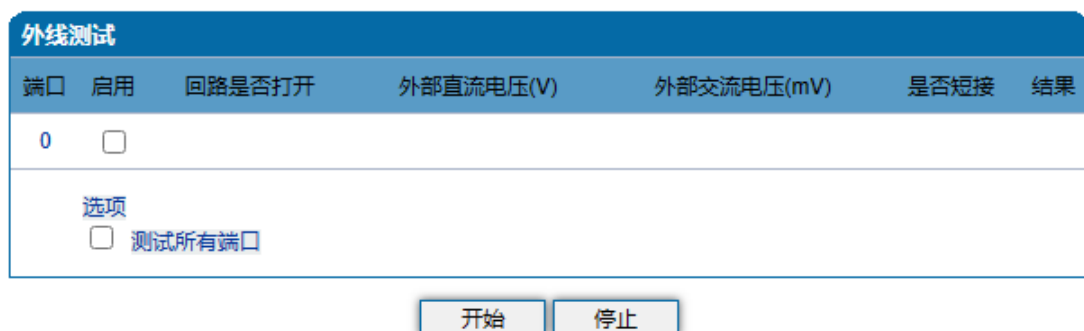 外线测试
端口 启用 回路是否打开 外部直流电压(V) 外部交流电压(mV) 是否短接 结果
0
选项
测试所有端口
开始 停止